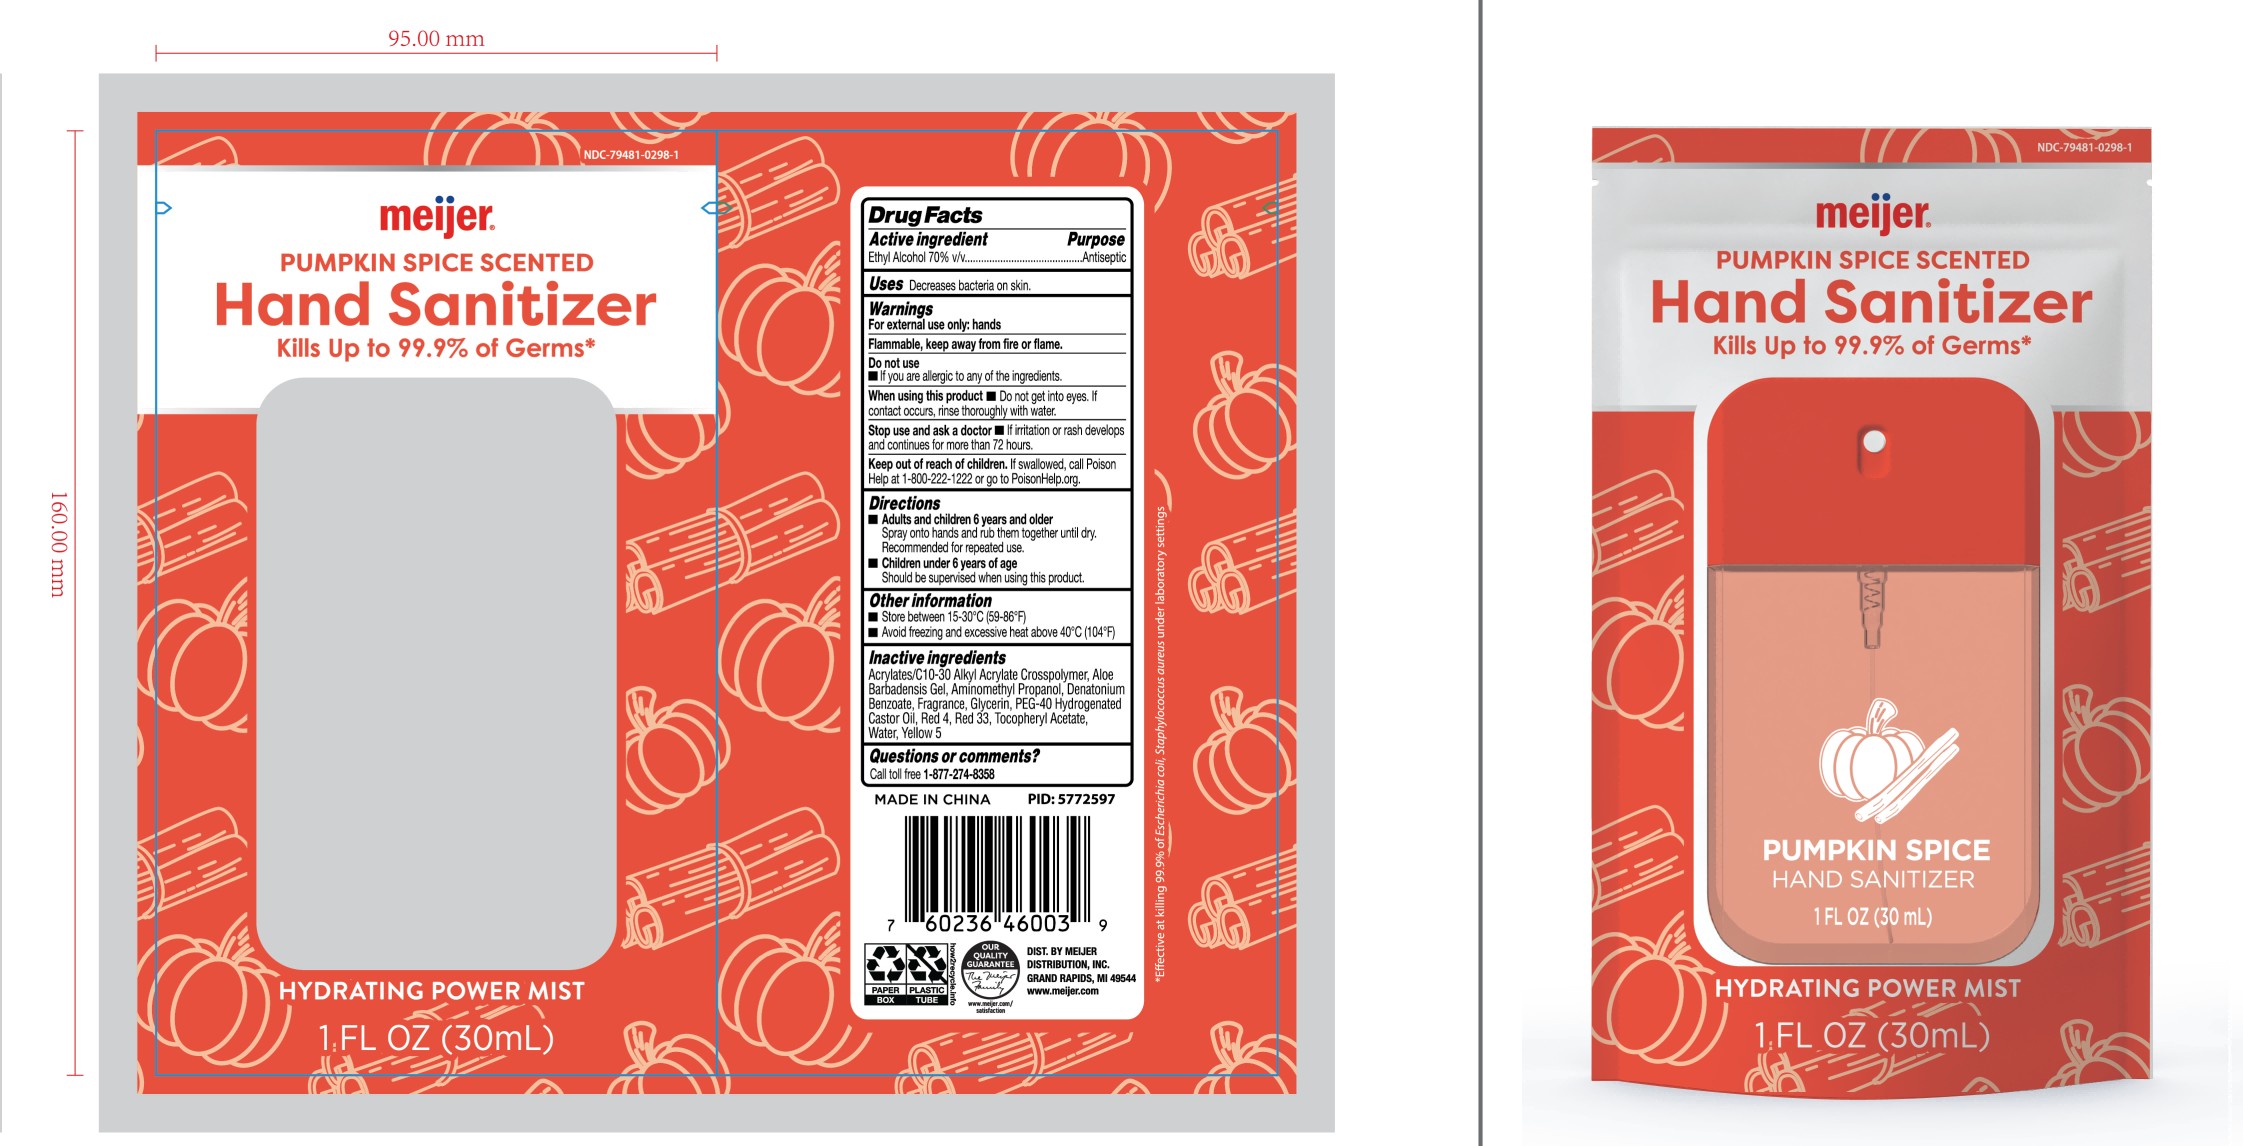 95.00 mm
160.00 mm
NDC-79481-0298-1
meijer®
PUMPKIN SPICE SCENTED
Hand Sanitizer
Kills Up to 99.9% of Germs*
HYDRATING POWER MIST
1 FL OZ (30mL)
Drug Facts
Active ingredient Purpose
Ethyl Alcohol 70% v/v..........................................Antiseptic
Uses Decreases bacteria on skin.
Warnings
For external use only: hands
Flammable, keep away from fire or flame.
Do not use
■ If you are allergic to any of the ingredients.
When using this product ■ Do not get into eyes. If
contact occurs, rinse thoroughly with water.
Stop use and ask a doctor ■ If irritation or rash develops
and continues for more than 72 hours.
Keep out of reach of children. If swallowed, call Poison
Help at 1-800-222-1222 or go to PoisonHelp.org.
Directions
■ Adults and children 6 years and older
Spray onto hands and rub them together until dry.
Recommended for repeated use.
■ Children under 6 years of age
Should be supervised when using this product.
Other information
■ Store between 15-30°C (59-86°F)
■ Avoid freezing and excessive heat above 40°C (104°F)
Inactive ingredients
Acrylates/C10-30 Alkyl Acrylate Crosspolymer, Aloe
Barbadensis Gel, Aminomethyl Propanol, Denatonium
Benzoate, Fragrance, Glycerin, PEG-40 Hydrogenated
Castor Oil, Red 4, Red 33, Tocopheryl Acetate,
Water, Yellow 5
Questions or comments?
Call toll free 1-877-274-8358
MADE IN CHINA PID: 5772597
7 60236 46003 9
PAPER
BOX
PLASTIC
TUBE
how2recycle.info
OUR
QUALITY
GUARANTEE
The Meijer
Family
www.meijer.com/
satisfaction
DIST. BY MEIJER
DISTRIBUTION, INC.
GRAND RAPIDS, MI 49544
www.meijer.com
*Effective at killing 99.9% of Escherichia coli, Staphylococcus aureus under laboratory settings
NDC-79481-0298-1
meijer®
PUMPKIN SPICE SCENTED
Hand Sanitizer
Kills Up to 99.9% of Germs*
PUMPKIN SPICE
HAND SANITIZER
1 FL OZ (30 mL)
HYDRATING POWER MIST
1 FL OZ (30mL)